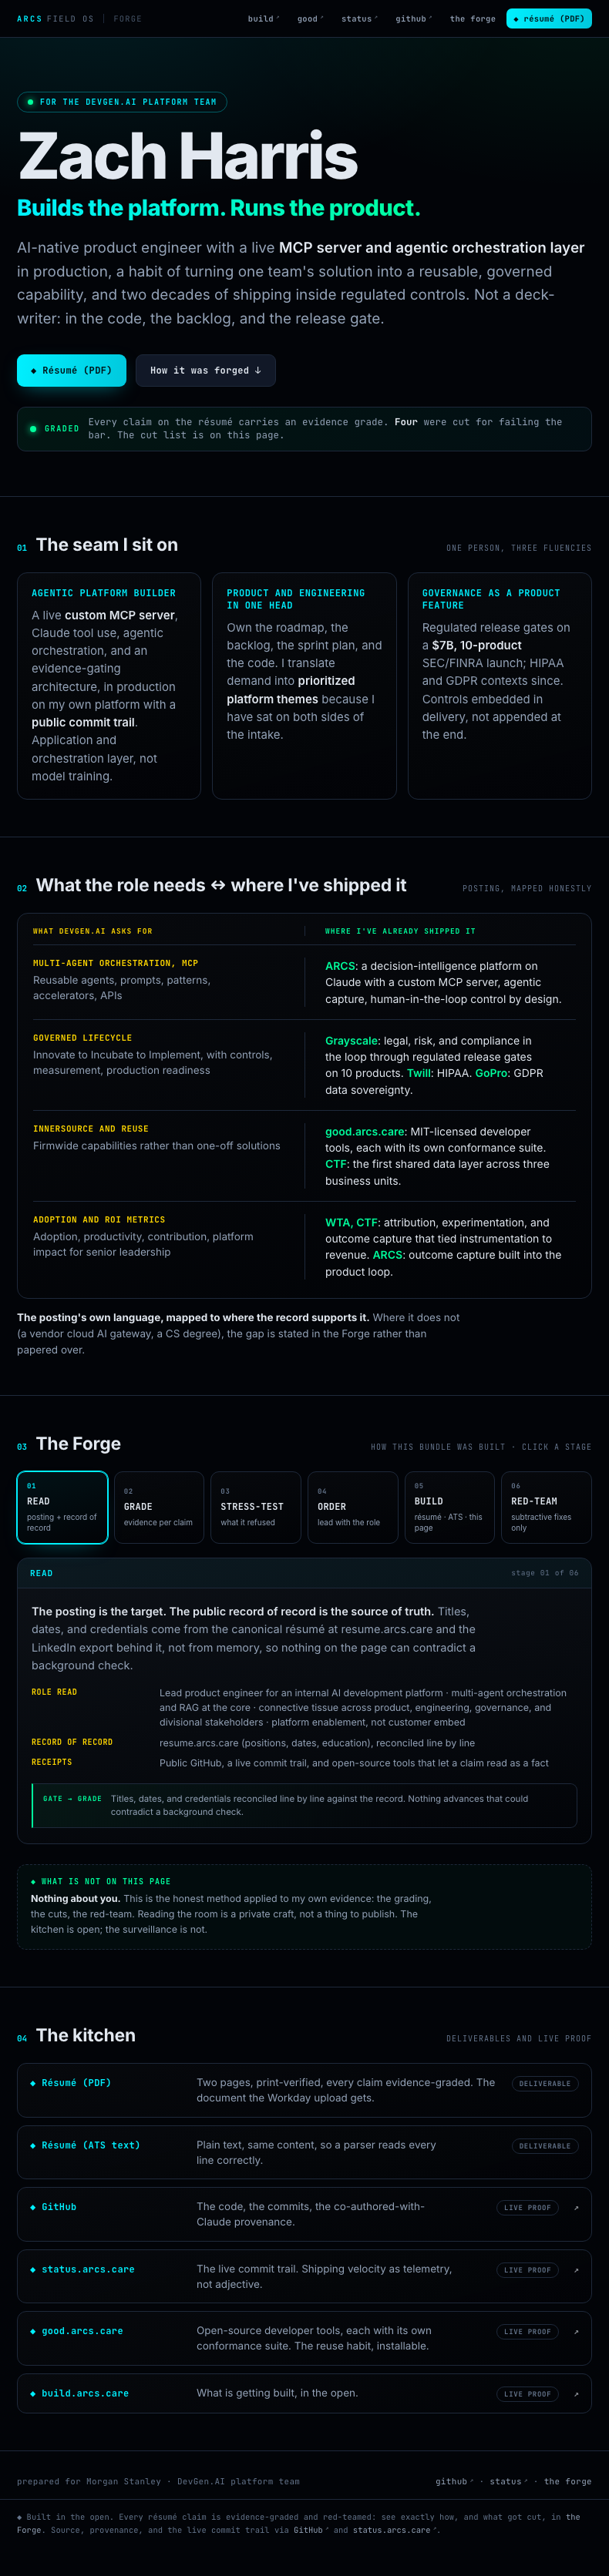 ARCS FIELD OS | FORGE
build ↗ good ↗ status ↗ github ↗ the forge ◆ résumé (PDF)
FOR THE DEVGEN.AI PLATFORM TEAM
Zach Harris
Builds the platform. Runs the product.
AI-native product engineer with a live MCP server and agentic orchestration layer
in production, a habit of turning one team's solution into a reusable, governed
capability, and two decades of shipping inside regulated controls. Not a deck-
writer: in the code, the backlog, and the release gate.
◆ Résumé (PDF)
How it was forged ↓
GRADED
Every claim on the résumé carries an evidence grade. Four were cut for failing the
bar. The cut list is on this page.
01 The seam I sit on
ONE PERSON, THREE FLUENCIES
AGENTIC PLATFORM BUILDER
A live custom MCP server,
Claude tool use, agentic
orchestration, and an
evidence-gating
architecture, in production
on my own platform with a
public commit trail.
Application and
orchestration layer, not
model training.
PRODUCT AND ENGINEERING
IN ONE HEAD
Own the roadmap, the
backlog, the sprint plan, and
the code. I translate
demand into prioritized
platform themes because I
have sat on both sides of
the intake.
GOVERNANCE AS A PRODUCT
FEATURE
Regulated release gates on
a $7B, 10-product
SEC/FINRA launch; HIPAA
and GDPR contexts since.
Controls embedded in
delivery, not appended at
the end.
02 What the role needs ↔ where I've shipped it
POSTING, MAPPED HONESTLY
WHAT DEVGEN.AI ASKS FOR
WHERE I'VE ALREADY SHIPPED IT
MULTI-AGENT ORCHESTRATION, MCP
Reusable agents, prompts, patterns,
accelerators, APIs
ARCS: a decision-intelligence platform on
Claude with a custom MCP server, agentic
capture, human-in-the-loop control by design.
GOVERNED LIFECYCLE
Innovate to Incubate to Implement, with controls,
measurement, production readiness
Grayscale: legal, risk, and compliance in
the loop through regulated release gates
on 10 products. Twill: HIPAA. GoPro: GDPR
data sovereignty.
INNERSOURCE AND REUSE
Firmwide capabilities rather than one-off solutions
good.arcs.care: MIT-licensed developer
tools, each with its own conformance suite.
CTF: the first shared data layer across three
business units.
ADOPTION AND ROI METRICS
Adoption, productivity, contribution, platform
impact for senior leadership
WTA, CTF: attribution, experimentation, and
outcome capture that tied instrumentation to
revenue. ARCS: outcome capture built into the
product loop.
The posting's own language, mapped to where the record supports it. Where it does not
(a vendor cloud AI gateway, a CS degree), the gap is stated in the Forge rather than
papered over.
03 The Forge
HOW THIS BUNDLE WAS BUILT · CLICK A STAGE
01
READ
posting + record of
record
02
GRADE
evidence per claim
03
STRESS-TEST
what it refused
04
ORDER
lead with the role
05
BUILD
résumé · ATS · this
page
06
RED-TEAM
subtractive fixes
only
READ
stage 01 of 06
The posting is the target. The public record of record is the source of truth. Titles,
dates, and credentials come from the canonical résumé at resume.arcs.care and the
LinkedIn export behind it, not from memory, so nothing on the page can contradict a
background check.
ROLE READ
Lead product engineer for an internal AI development platform · multi-agent orchestration
and RAG at the core · connective tissue across product, engineering, governance, and
divisional stakeholders · platform enablement, not customer embed
RECORD OF RECORD
resume.arcs.care (positions, dates, education), reconciled line by line
RECEIPTS
Public GitHub, a live commit trail, and open-source tools that let a claim read as a fact
GATE → GRADE
Titles, dates, and credentials reconciled line by line against the record. Nothing advances that could
contradict a background check.
◆ WHAT IS NOT ON THIS PAGE
Nothing about you. This is the honest method applied to my own evidence: the grading,
the cuts, the red-team. Reading the room is a private craft, not a thing to publish. The
kitchen is open; the surveillance is not.
04 The kitchen
DELIVERABLES AND LIVE PROOF
◆ Résumé (PDF)
Two pages, print-verified, every claim evidence-graded. The
document the Workday upload gets.
DELIVERABLE
◆ Résumé (ATS text)
Plain text, same content, so a parser reads every
line correctly.
DELIVERABLE
◆ GitHub
The code, the commits, the co-authored-with-
Claude provenance.
LIVE PROOF ↗
◆ status.arcs.care
The live commit trail. Shipping velocity as telemetry,
not adjective.
LIVE PROOF ↗
◆ good.arcs.care
Open-source developer tools, each with its own
conformance suite. The reuse habit, installable.
LIVE PROOF ↗
◆ build.arcs.care
What is getting built, in the open.
LIVE PROOF ↗
prepared for Morgan Stanley · DevGen.AI platform team
github ↗ · status ↗ · the forge
◆ Built in the open. Every résumé claim is evidence-graded and red-teamed: see exactly how, and what got cut, in the
Forge. Source, provenance, and the live commit trail via GitHub ↗ and status.arcs.care ↗.